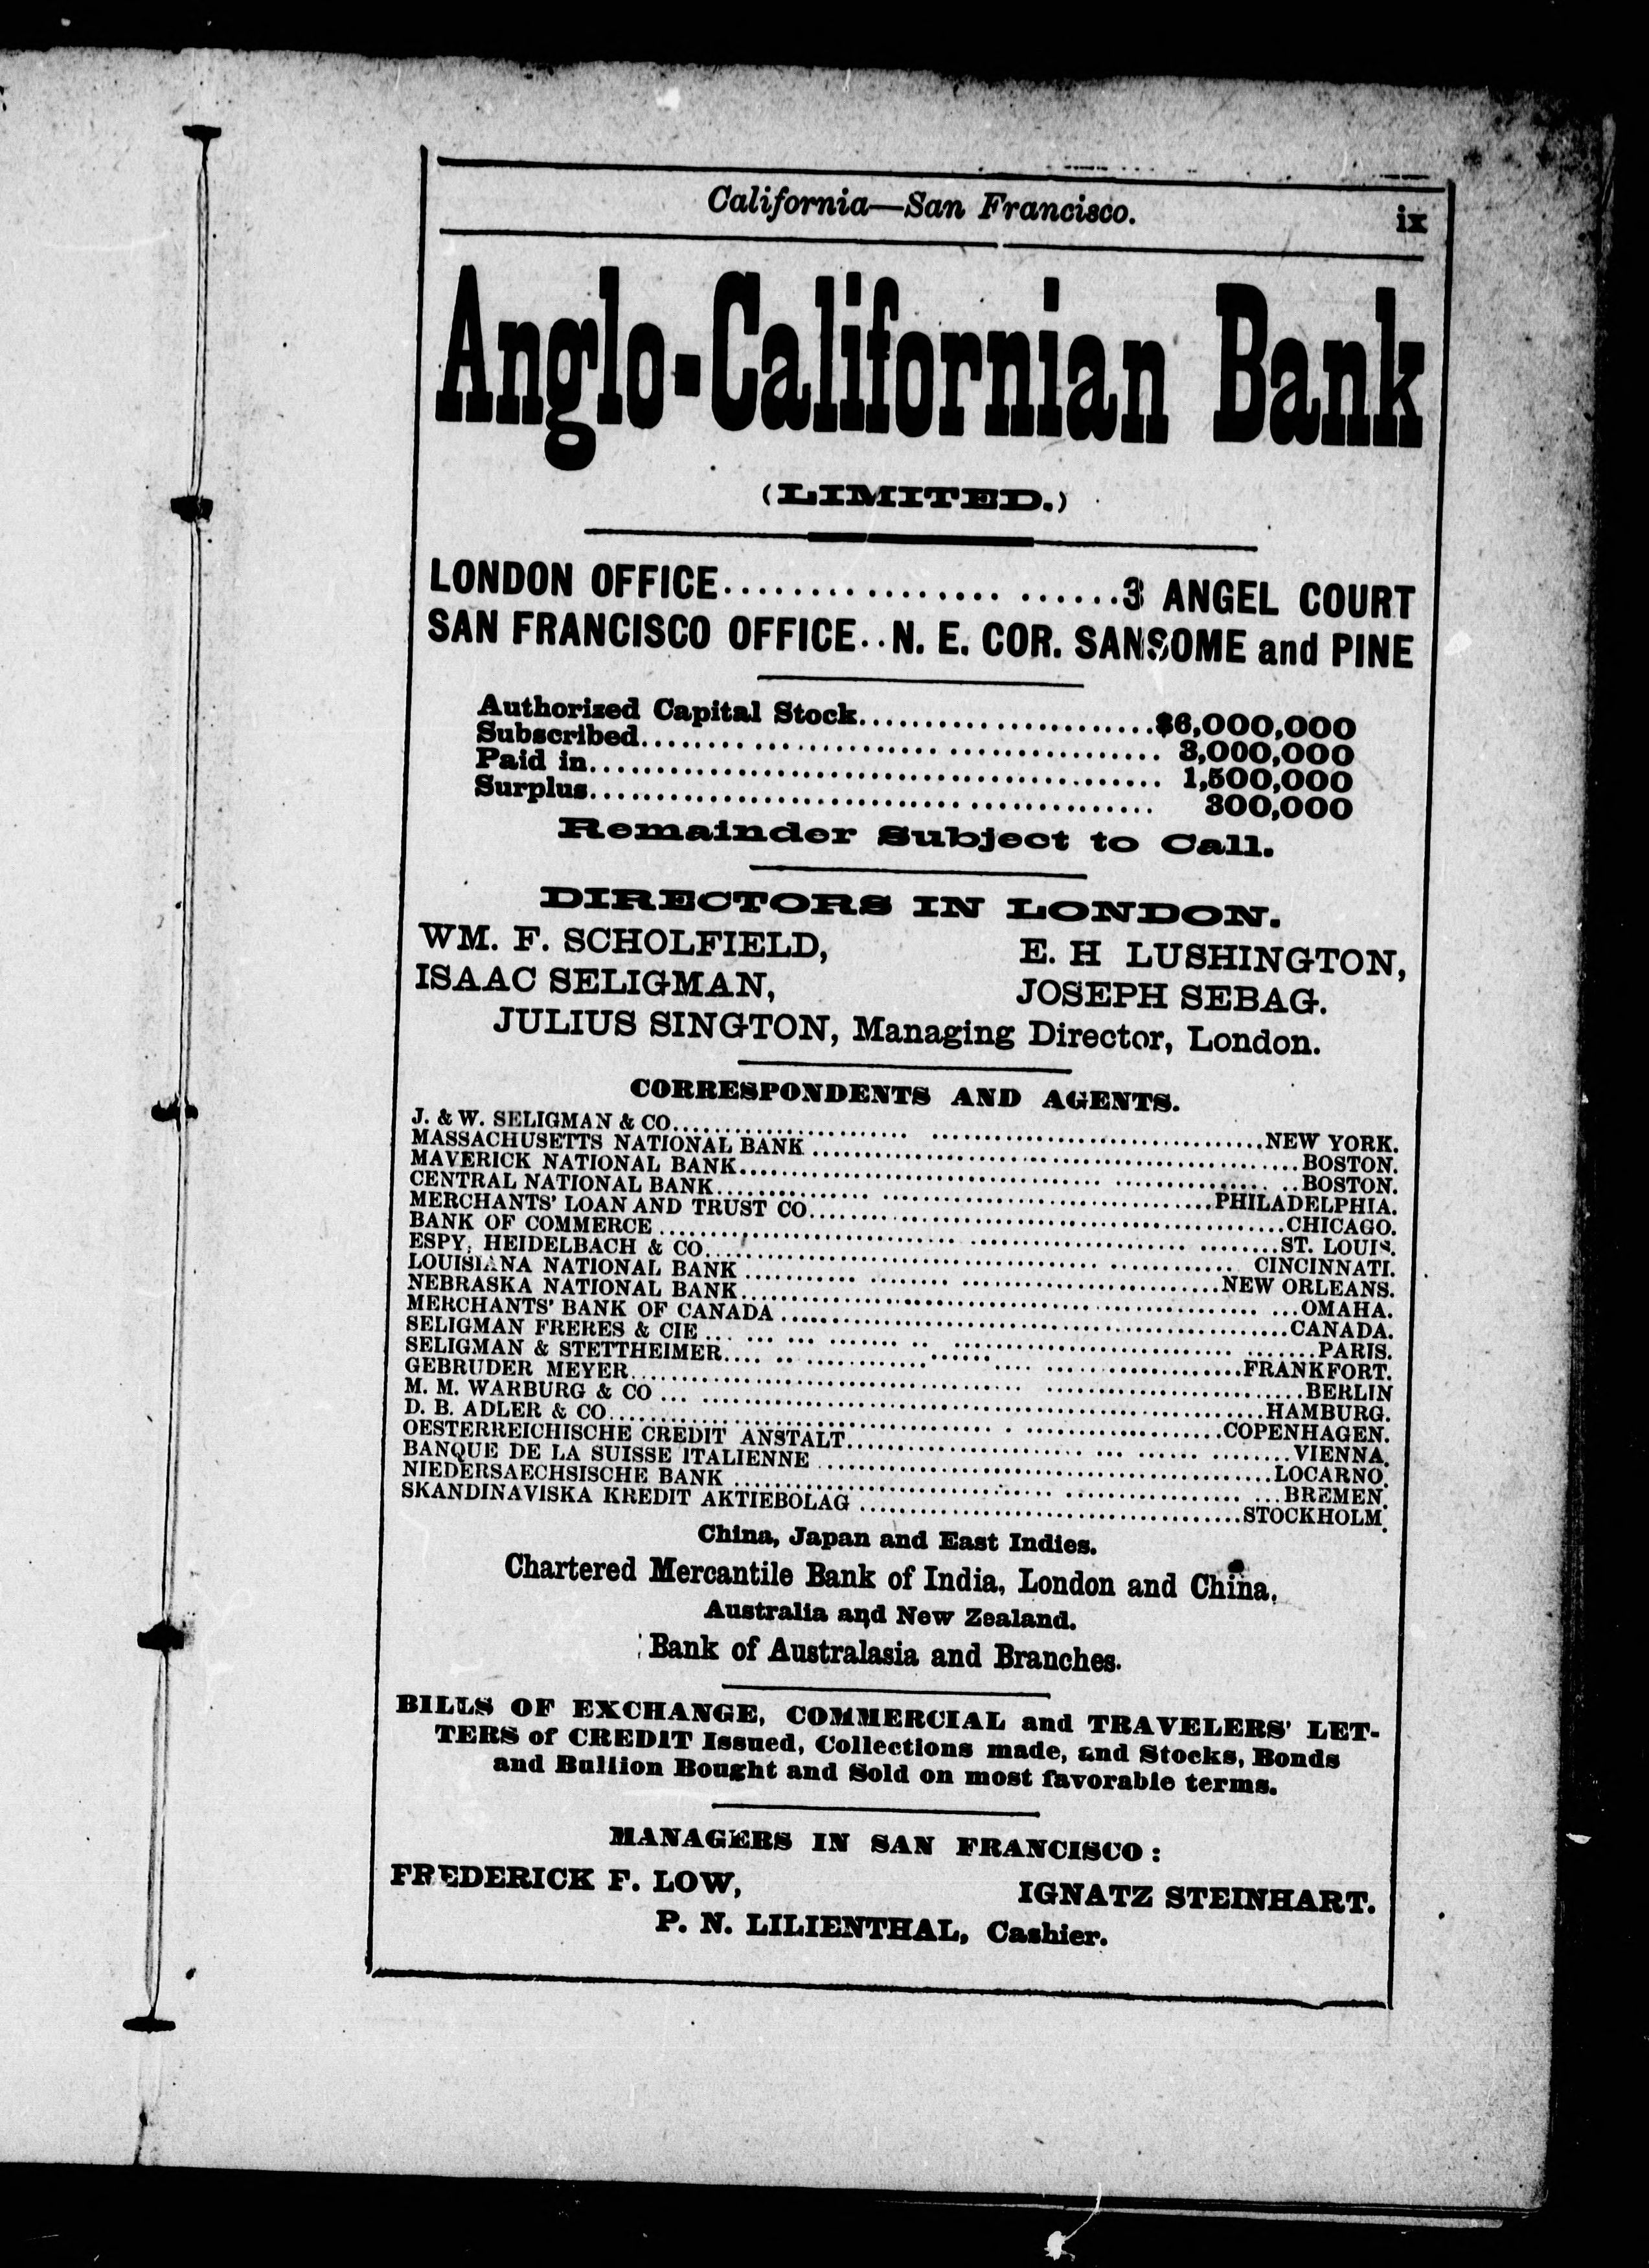 California—San Francisco. ix
Anglo-Californian Bank
(LIMITED.)
LONDON OFFICE........................3 ANGEL COURT
SAN FRANCISCO OFFICE..N. E. COR. SANSOME and PINE
Authorized Capital Stock........................$6,000,000
Subscribed........................3,000,000
Paid in........................1,500,000
Surplus........................300,000
Remainder Subject to Call.
DIRECTORS IN LONDON.
WM. F. SCHOLFIELD, E. H LUSHINGTON,
ISAAC SELIGMAN, JOSEPH SEBAG.
JULIUS SINGTON, Managing Director, London.
CORRESPONDENTS AND AGENTS.
J. & W. SELIGMAN & CO........................NEW YORK.
MASSACHUSETTS NATIONAL BANK........................BOSTON.
MAVERICK NATIONAL BANK........................BOSTON.
CENTRAL NATIONAL BANK........................PHILADELPHIA.
MERCHANTS' LOAN AND TRUST CO........................CHICAGO.
BANK OF COMMERCE........................ST. LOUIS.
ESPY, HEIDELBACH & CO........................CINCINNATI.
LOUISIANA NATIONAL BANK........................NEW ORLEANS.
NEBRASKA NATIONAL BANK........................OMAHA.
MERCHANTS' BANK OF CANADA........................CANADA.
SELIGMAN FRERES & CIE........................PARIS.
SELIGMAN & STETTHEIMER........................FRANKFORT.
GEBRUDER MEYER........................BERLIN
M. M. WARBURG & CO........................HAMBURG.
D. B. ADLER & CO........................COPENHAGEN.
OESTERREICHISCHE CREDIT ANSTALT........................VIENNA.
BANQUE DE LA SUISSE ITALIENNE........................LOCARNO.
NIEDERSAECHSISCHE BANK........................BREMEN.
SKANDINAVISKA KREDIT AKTIEBOLAG........................STOCKHOLM.
China, Japan and East Indies.
Chartered Mercantile Bank of India, London and China.
Australia and New Zealand.
Bank of Australasia and Branches.
BILLS OF EXCHANGE, COMMERCIAL and TRAVELERS' LET-
TERS of CREDIT Issued, Collections made, and Stocks, Bonds
and Bullion Bought and Sold on most favorable terms.
MANAGERS IN SAN FRANCISCO:
FREDERICK F. LOW, IGNATZ STEINHART.
P. N. LILIENTHAL, Cashier.